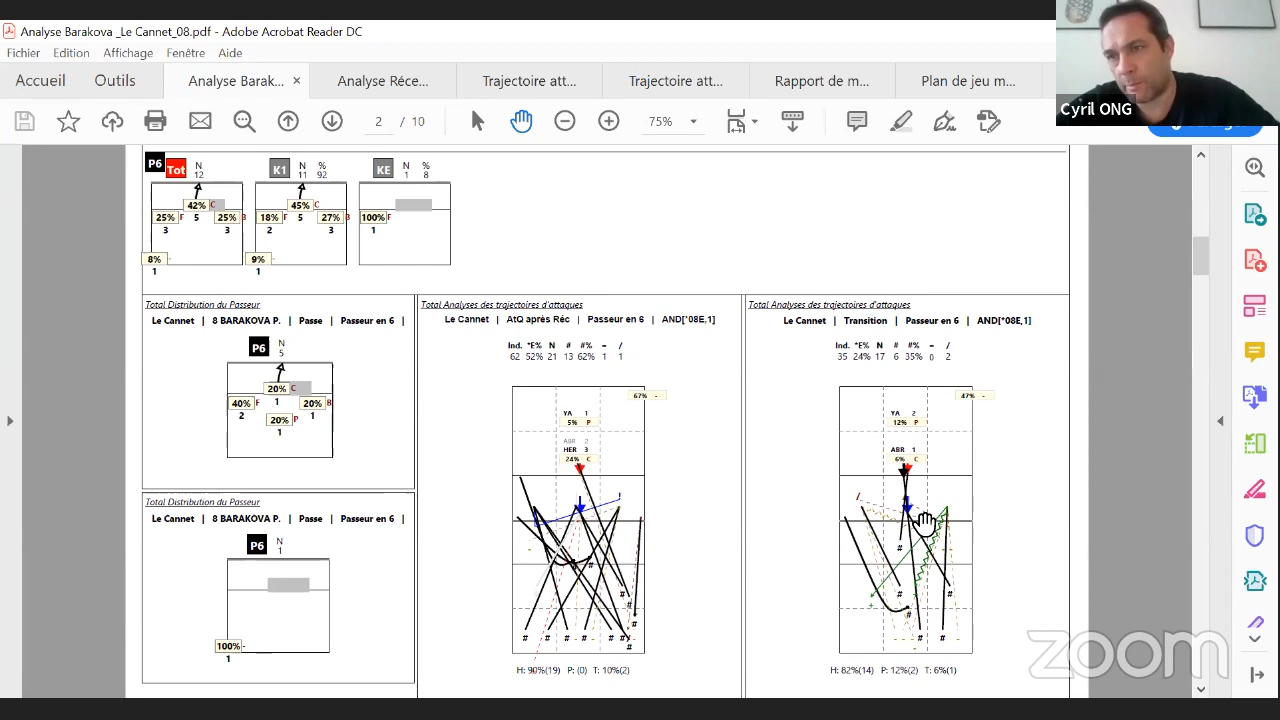 Analyse Barakova _Le Cannet_08.pdf - Adobe Acrobat Reader DC
Fichier Edition Affichage Fenêtre Aide
Accueil Outils Analyse Barak... × Analyse Réce... Trajectoire att... Trajectoire att... Rapport de m... Plan de jeu m...
Cyril ONG
/ 10 75%
P6 Tot N 12 K1 N 11 % 92 KE N 1 % 8
42% C 5 25% F 3 25% B 3 8% - 1
45% C 5 18% F 2 27% B 3 9% - 1
100% F 1
Total Distribution du Passeur
Le Cannet | 8 BARAKOVA P. | Passe | Passeur en 6 |
P6 N 5
20% C 1
40% F 2 20% B 1
20% P 1
Total Distribution du Passeur
Le Cannet | 8 BARAKOVA P. | Passe | Passeur en 6 |
P6 N 1
100% -
1
Total Analyses des trajectoires d'attaques
Le Cannet | AtQ après Réc | Passeur en 6 | AND[*08E,1]
Ind. *E% N # #% = /
62 52% 21 13 62% 1 1
67% -
YA 1
5% P
ABR 2
HER 3
24% C
H: 90%(19) P: (0) T: 10%(2)
Total Analyses des trajectoires d'attaques
Le Cannet | Transition | Passeur en 6 | AND[*08E,1]
Ind. *E% N # #% = /
35 24% 17 6 35% 0 2
47% -
YA 2
12% P
ABR 1
6% C
H: 82%(14) P: 12%(2) T: 6%(1)
zoom